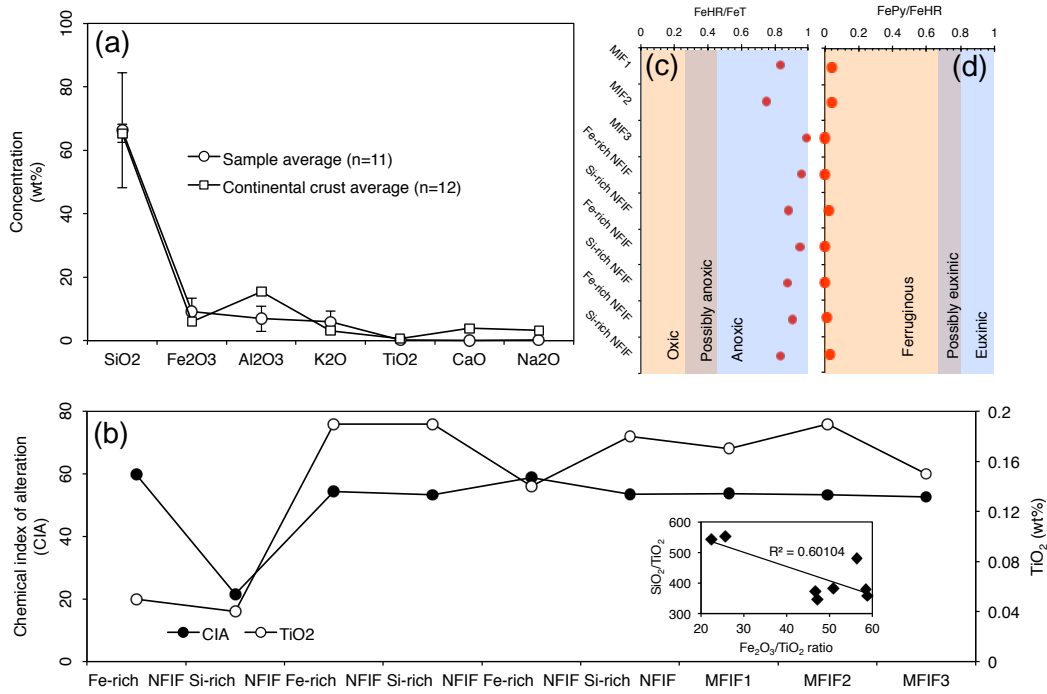 (a)
Concentration
(wt%)
100
80
60
40
20
0
Sample average (n=11)
Continental crust average (n=12)
SiO2 Fe2O3 Al2O3 K2O TiO2 CaO Na2O
FeHR/FeT
0 0.2 0.4 0.6 0.8 1
(c)
MIF1
MIF2
MIF3
Fe-rich NFIF
Si-rich NFIF
Fe-rich NFIF
Si-rich NFIF
Fe-rich NFIF
Si-rich NFIF
Oxic
Possibly anoxic
Anoxic
FePy/FeHR
0 0.2 0.4 0.6 0.8 1
(d)
Ferruginous
Possibly euxinic
Euxinic
(b)
Chemical index of alteration
(CIA)
80
60
40
20
0
CIA TiO2
0.2
0.16
0.12
0.08
0.04
0
TiO₂ (wt%)
SiO₂/TiO₂
600
500
400
300
R² = 0.60104
20 30 40 50 60
Fe₂O₃/TiO₂ ratio
Fe-rich NFIF Si-rich NFIF Fe-rich NFIF Si-rich NFIF Fe-rich NFIF Si-rich NFIF MFIF1 MFIF2 MFIF3